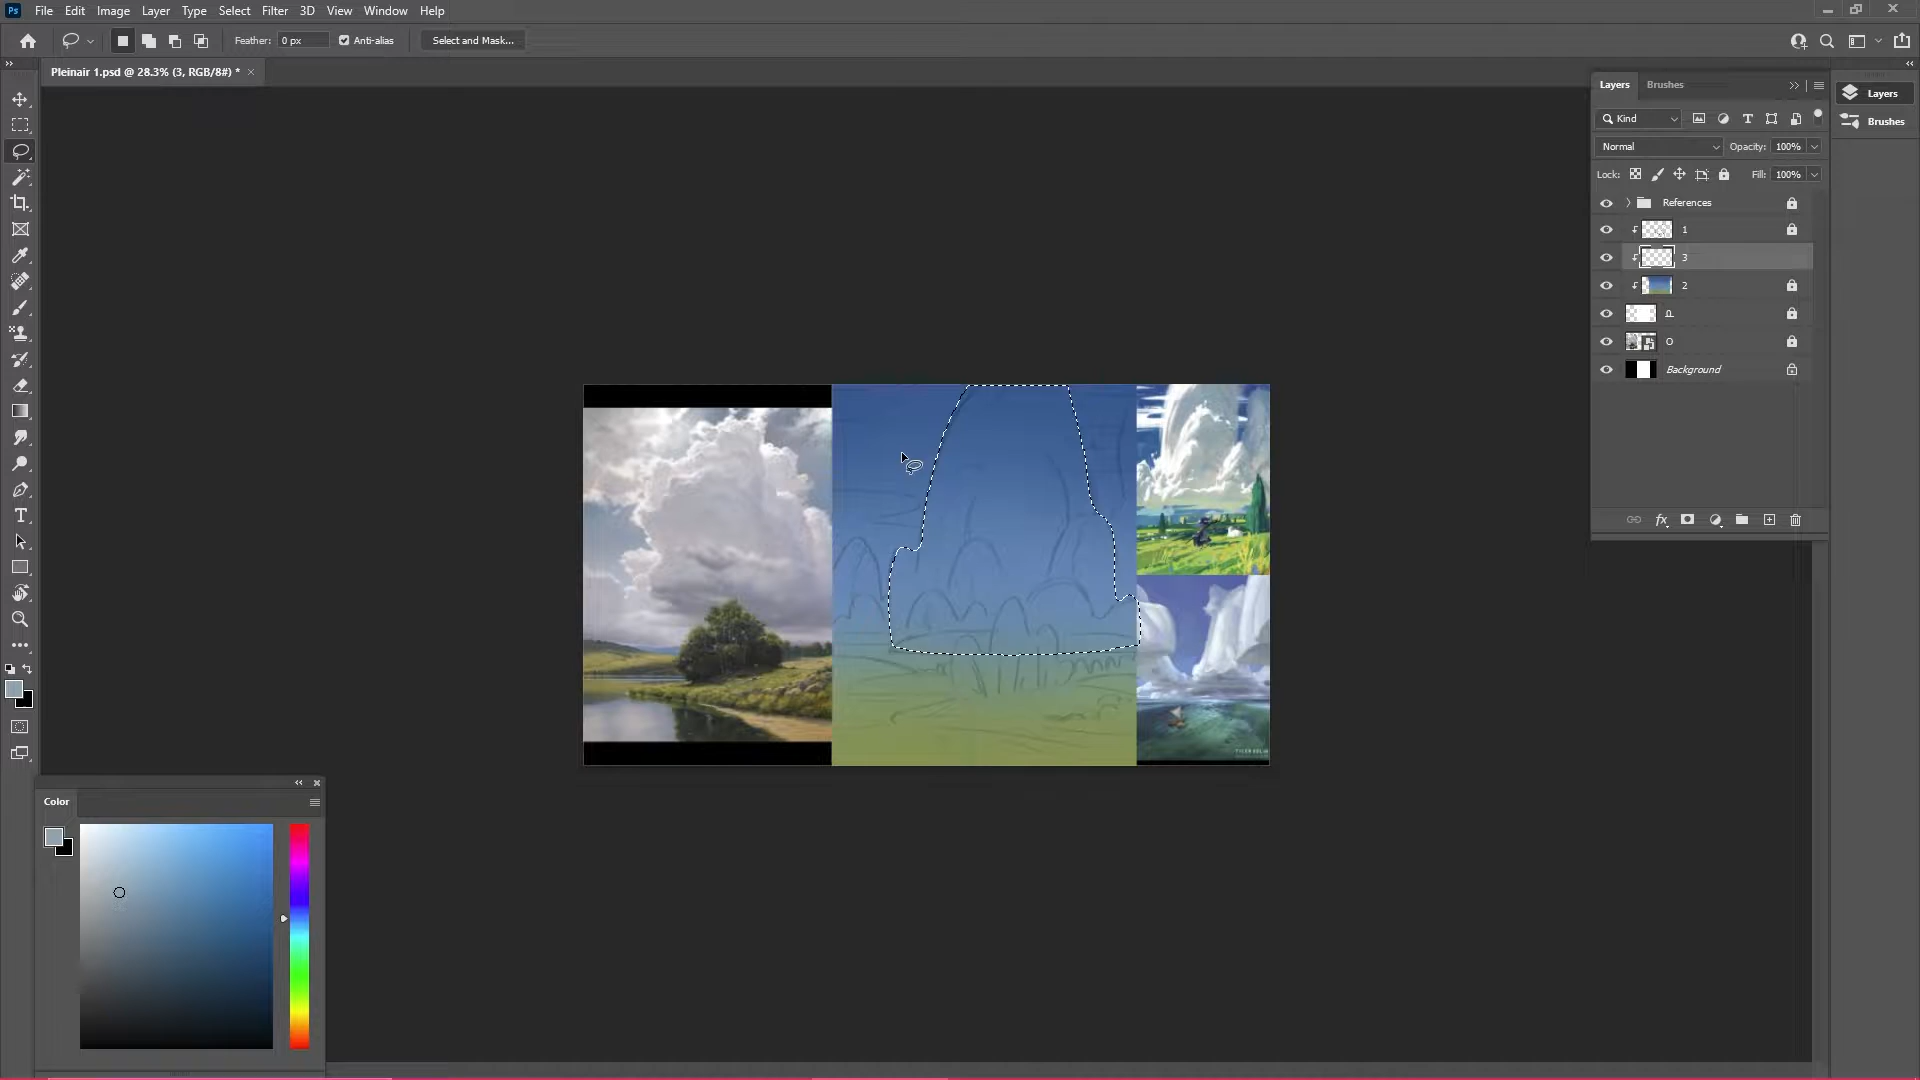 Ps File Edit Image Layer Type Select Filter 3D View Window Help
Feather: 0 px Anti-alias Select and Mask...
Pleinair 1.psd @ 28.3% (3, RGB/8#) * ×
Layers Brushes
Layers
Brushes
Kind
Normal Opacity: 100%
Lock: Fill: 100%
References
1
3
2
Ω
O
Background
fx
Color